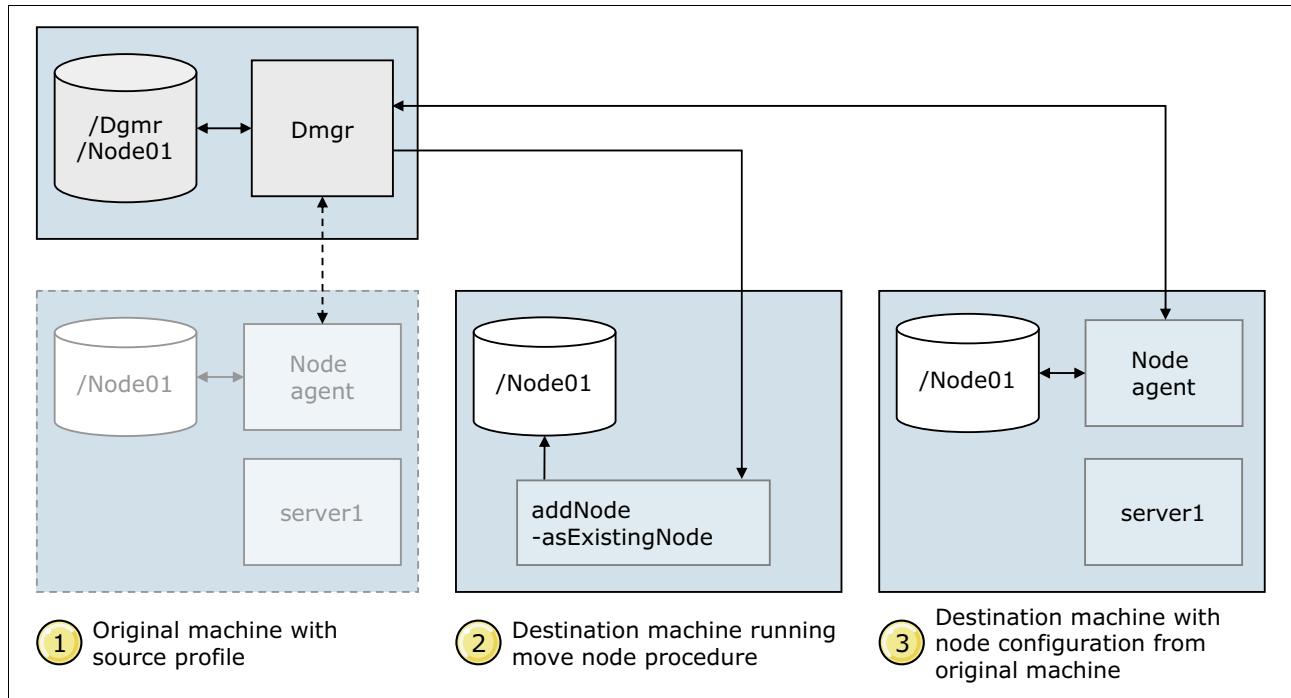 /Dgmr
/Node01
Dmgr
/Node01
Node
agent
server1
/Node01
addNode
-asExistingNode
/Node01
Node
agent
server1
1
Original machine with
source profile
2
Destination machine running
move node procedure
3
Destination machine with
node configuration from
original machine